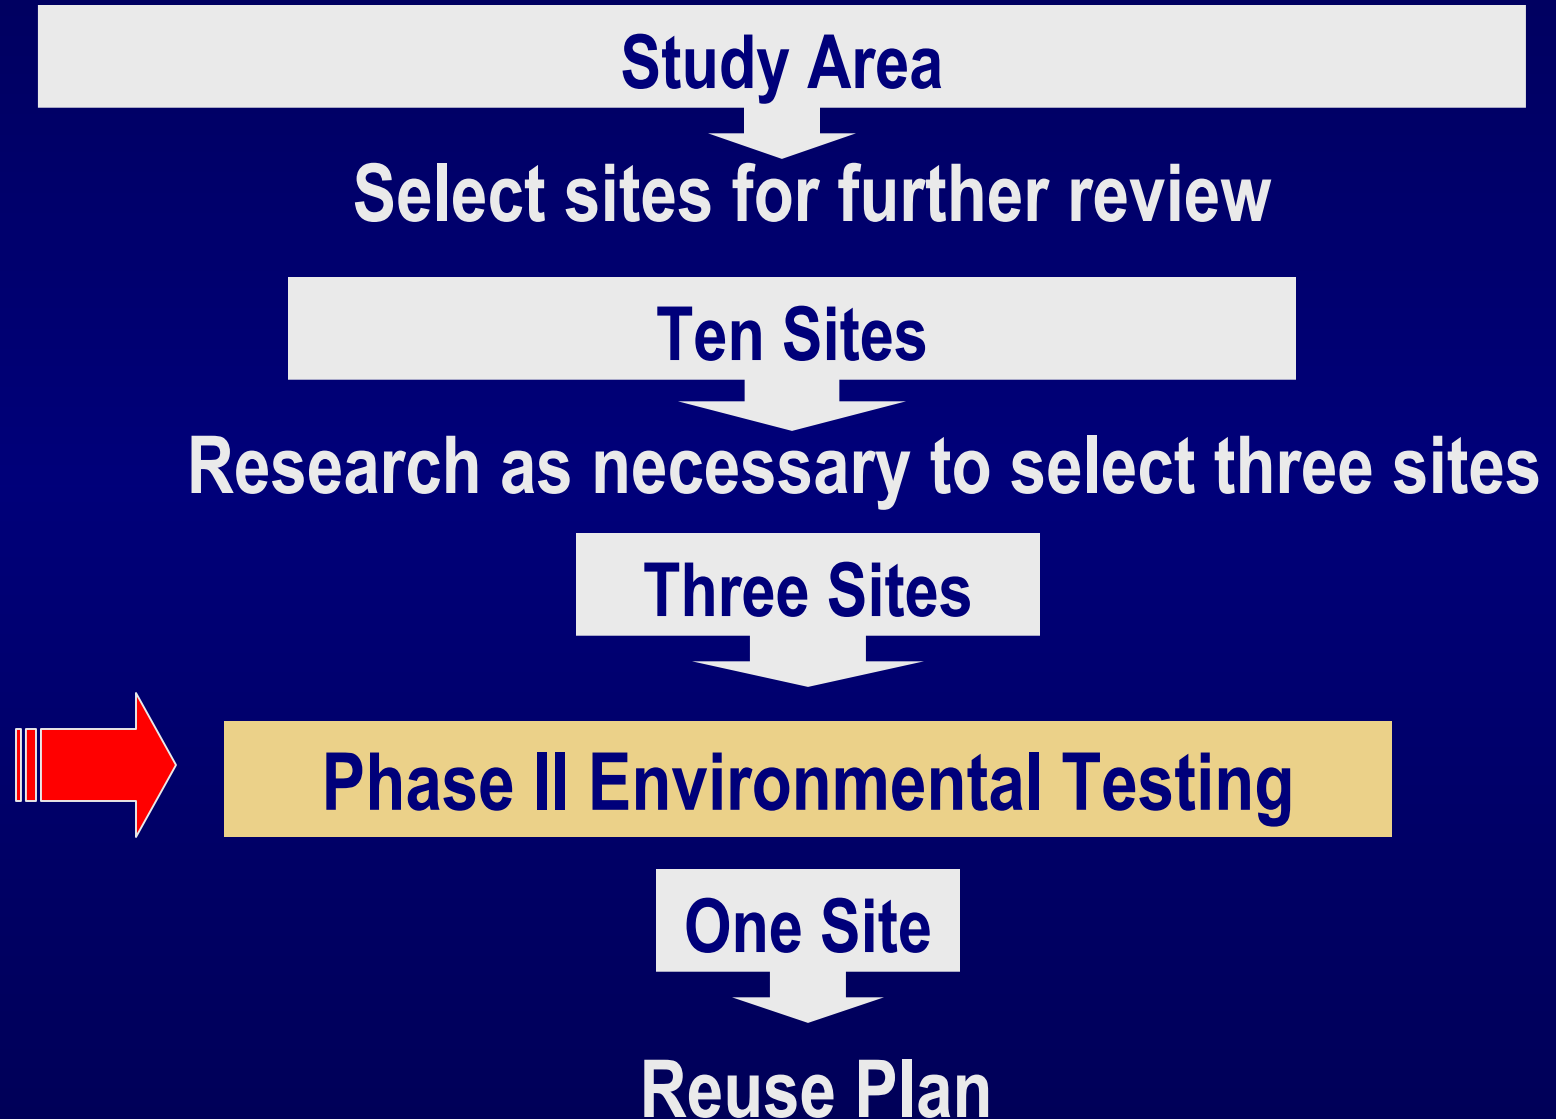 Study Area
Select sites for further review
Ten Sites
Research as necessary to select three sites
Three Sites
Phase II Environmental Testing
One Site
Reuse Plan